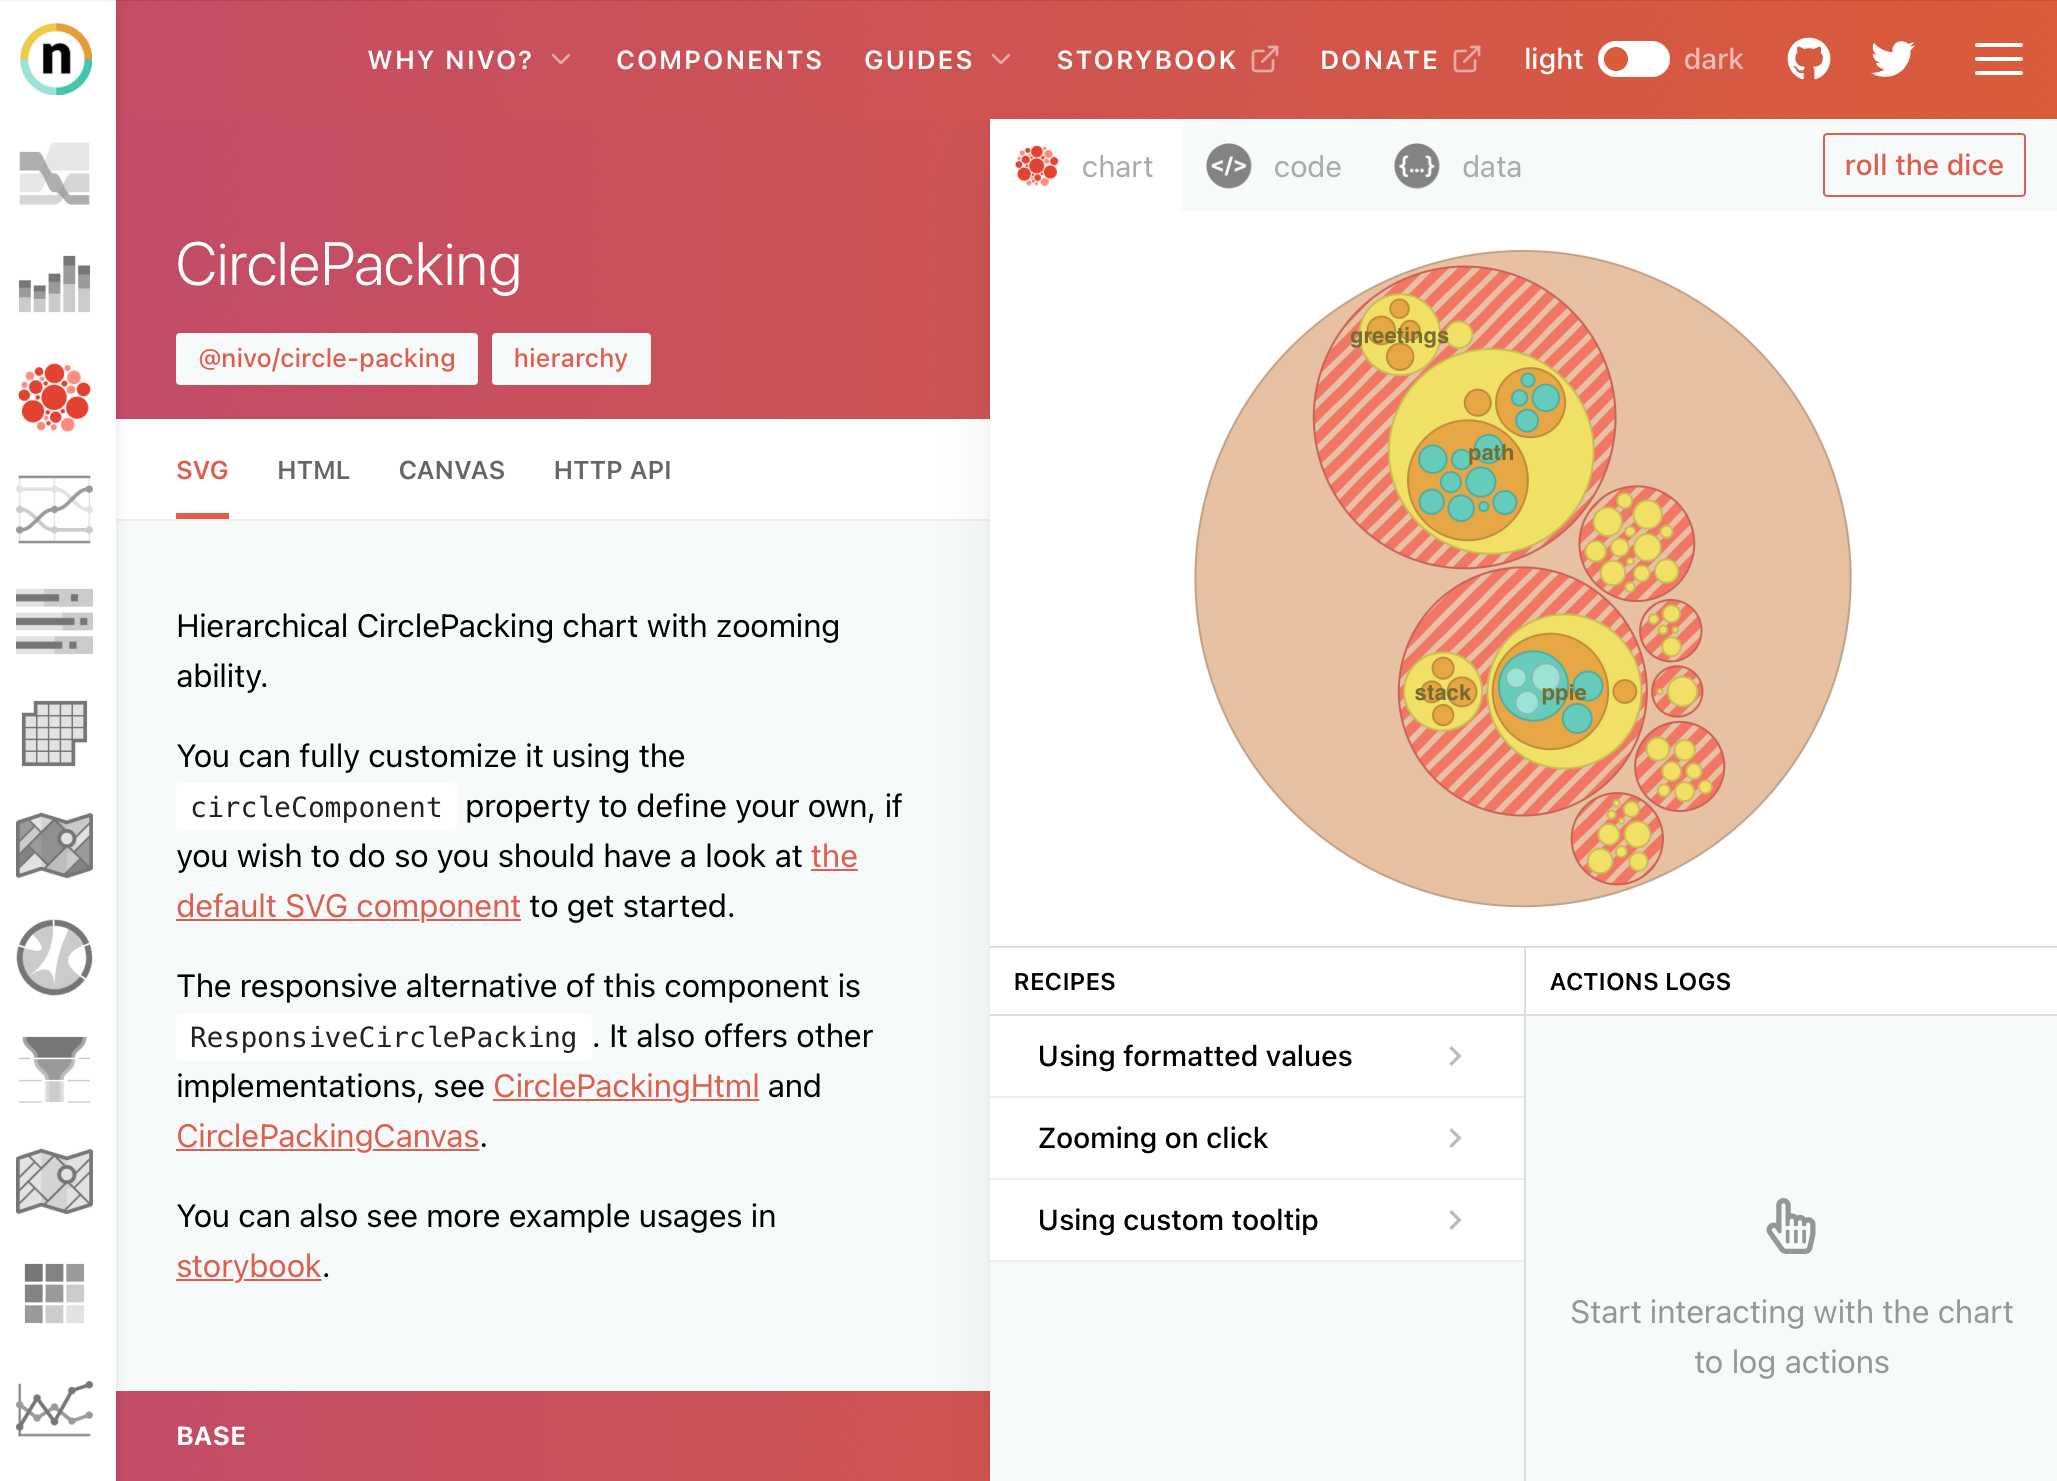 n
WHY NIVO?
COMPONENTS
GUIDES
STORYBOOK
DONATE
light
dark
CirclePacking
@nivo/circle-packing
hierarchy
SVG
HTML
CANVAS
HTTP API
Hierarchical CirclePacking chart with zooming
ability.
You can fully customize it using the
circleComponent property to define your own, if
you wish to do so you should have a look at the
default SVG component to get started.
The responsive alternative of this component is
ResponsiveCirclePacking . It also offers other
implementations, see CirclePackingHtml and
CirclePackingCanvas.
You can also see more example usages in
storybook.
BASE
chart
</> code
{...} data
roll the dice
greetings
path
stack
ppie
RECIPES
Using formatted values
Zooming on click
Using custom tooltip
ACTIONS LOGS
Start interacting with the chart
to log actions